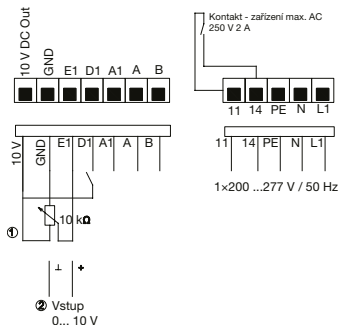 10 V DC Out
GND
E1
D1
A1
A
B
Kontakt - zařízení max. AC
250 V 2 A
11
14
PE
N
L1
10 V
GND
E1
D1
A1
A
B
11
14
PE
N
L1
1×200 ...277 V / 50 Hz
10 kΩ
①
⊥
+
② Vstup
0... 10 V